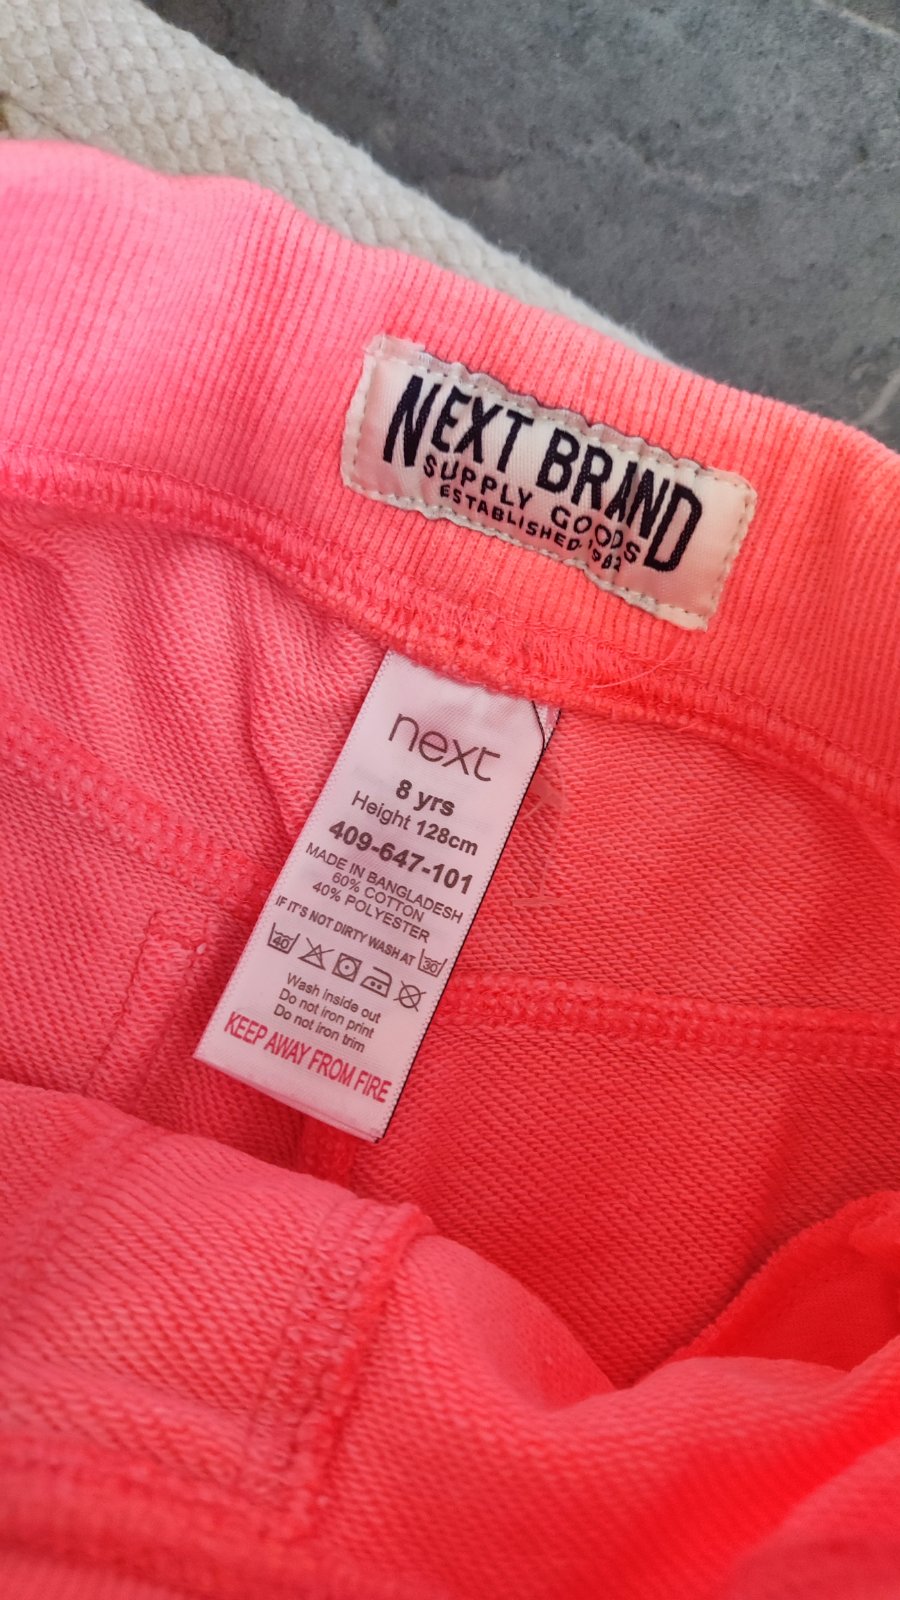 NEXT BRAND
SUPPLY GOODS
ESTABLISHED 1982
next
8 yrs
Height 128cm
409-647-101
MADE IN BANGLADESH
60% COTTON
40% POLYESTER
IF IT'S NOT DIRTY WASH AT 30
40
Wash inside out
Do not iron print
Do not iron trim
KEEP AWAY FROM FIRE